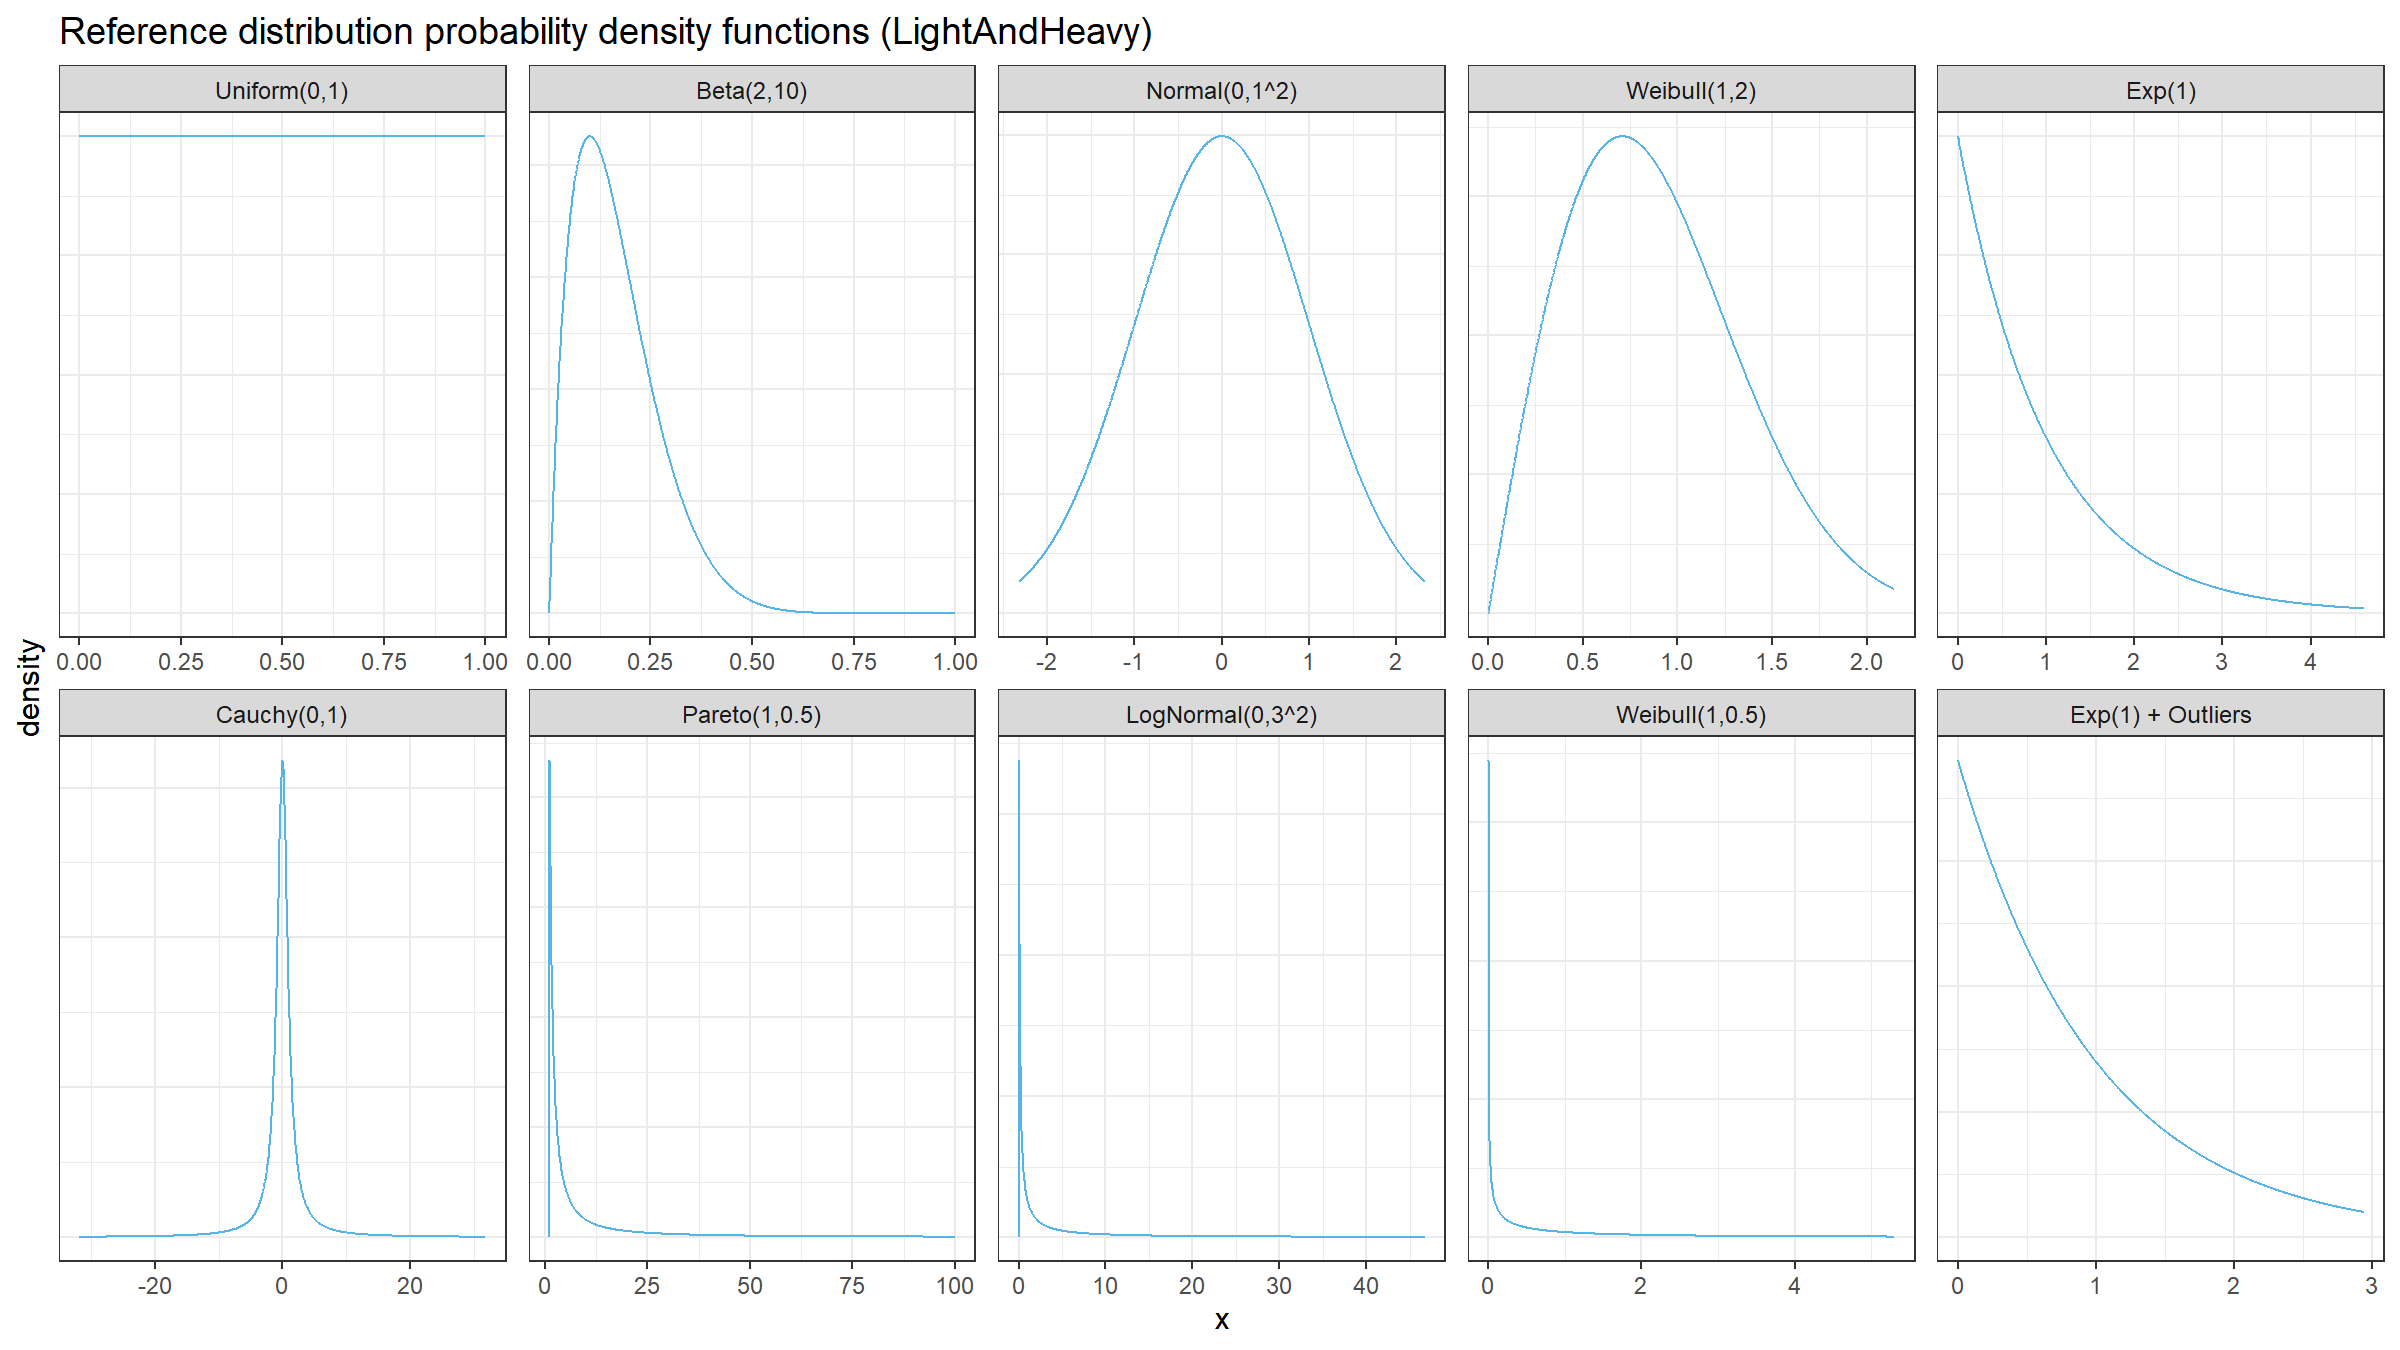 Reference distribution probability density functions (LightAndHeavy)
Uniform(0,1)
Beta(2,10)
Normal(0,1^2)
Weibull(1,2)
Exp(1)
0.00 0.25 0.50 0.75 1.00
0.00 0.25 0.50 0.75 1.00
-2 -1 0 1 2
0.0 0.5 1.0 1.5 2.0
0 1 2 3 4
density
Cauchy(0,1)
Pareto(1,0.5)
LogNormal(0,3^2)
Weibull(1,0.5)
Exp(1) + Outliers
-20 0 20
0 25 50 75 100
0 10 20 30 40
0 2 4
0 1 2 3
x